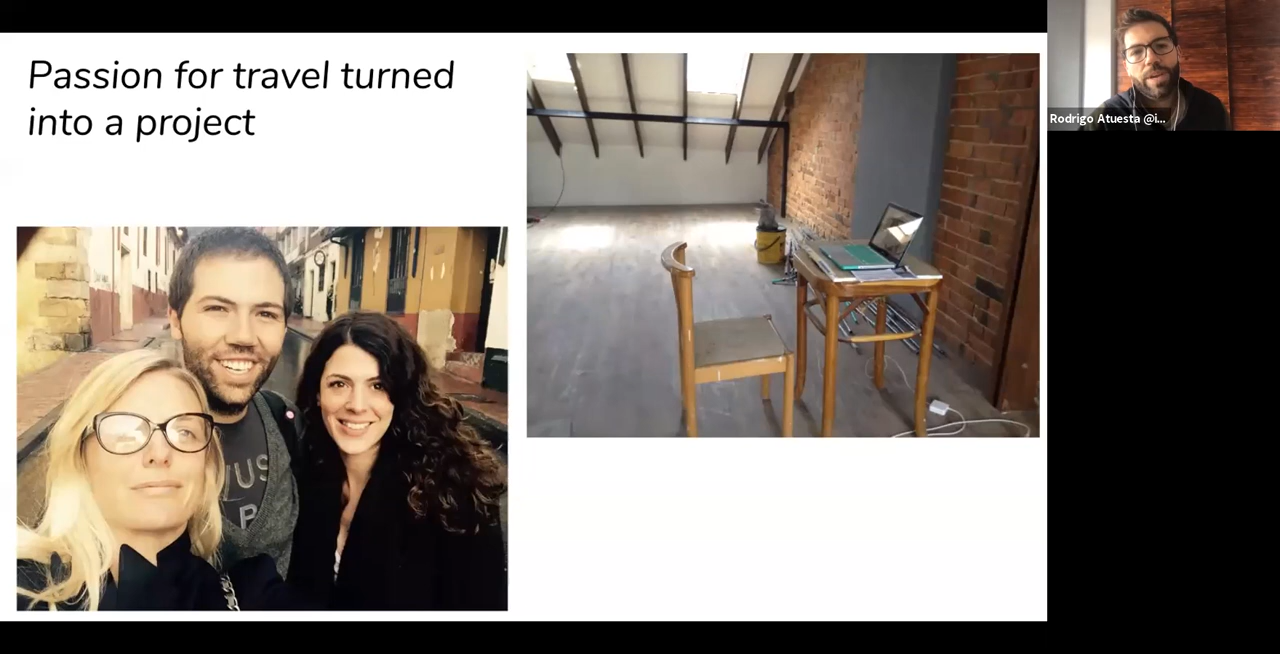 Passion for travel turned
into a project
Rodrigo Atuesta @i...